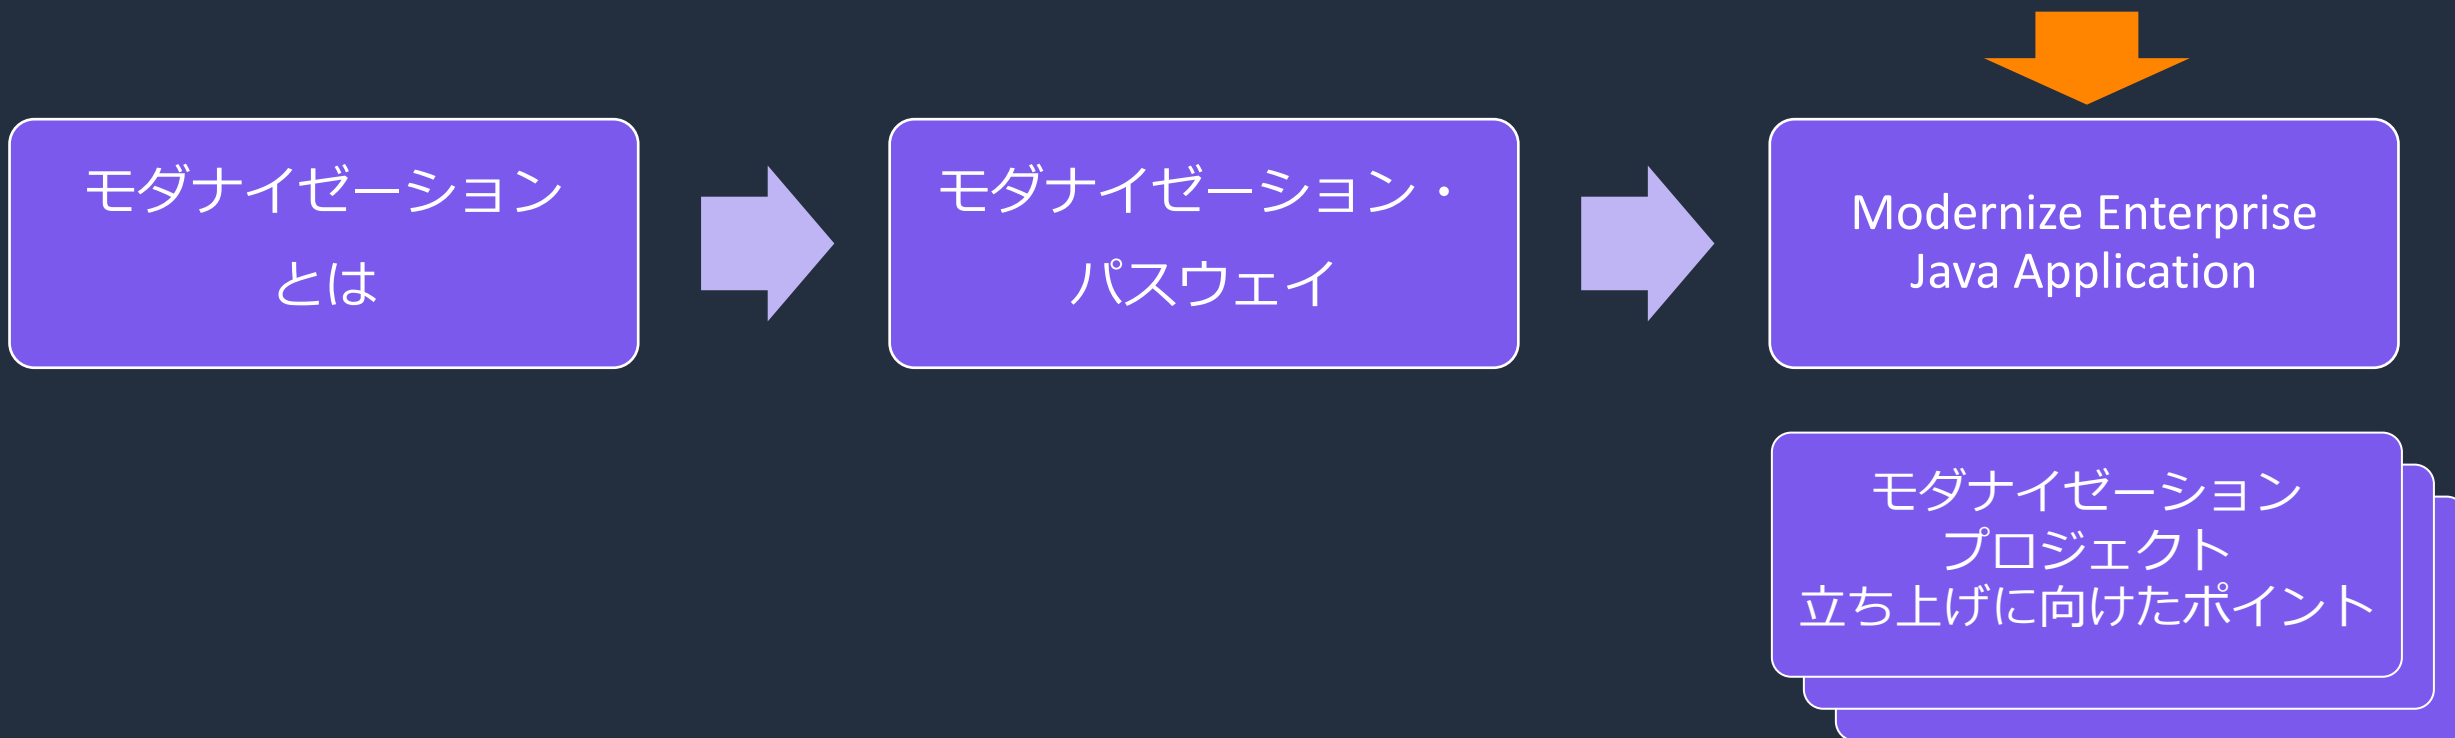 モダナイゼーション
とは
モダナイゼーション・
パスウェイ
Modernize Enterprise
Java Application
モダナイゼーション
プロジェクト
立ち上げに向けたポイント